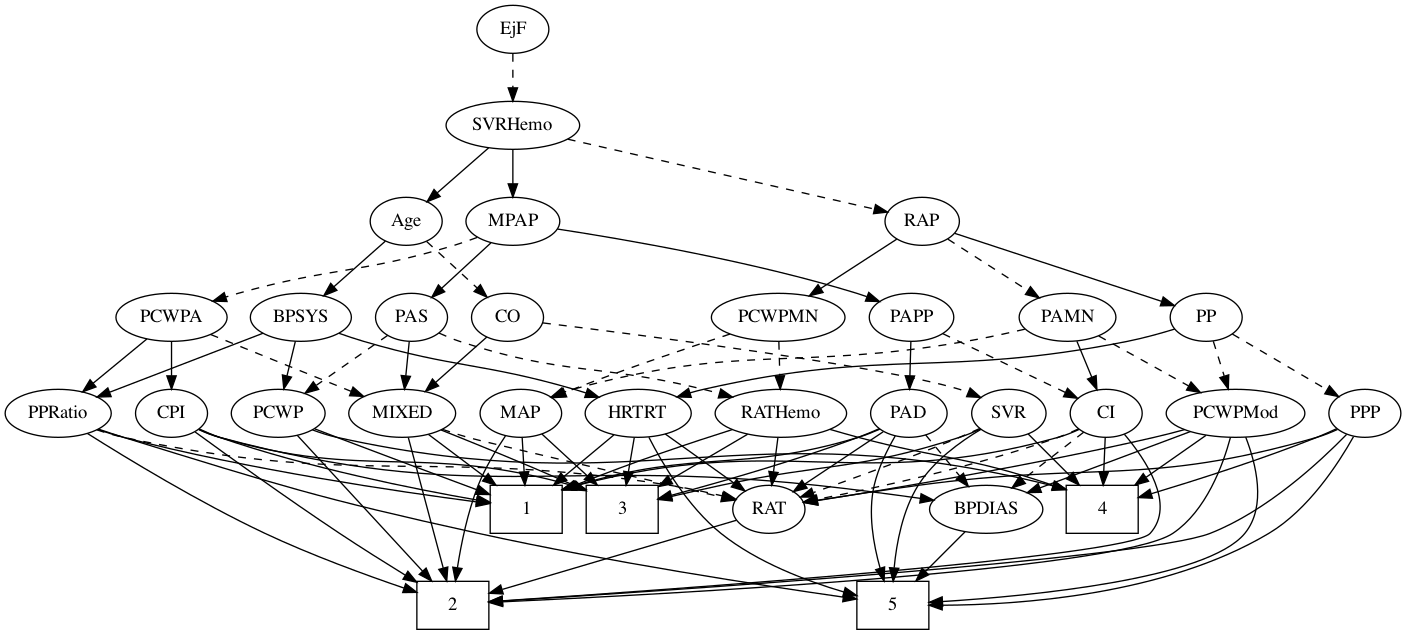 EjF
SVRHemo
Age
MPAP
RAP
PCWPA
BPSYS
PAS
CO
PCWPMN
PAPP
PAMN
PP
PPRatio
CPI
PCWP
MIXED
MAP
HRTRT
RATHemo
PAD
SVR
CI
PCWPMod
PPP
1
3
RAT
BPDIAS
4
2
5